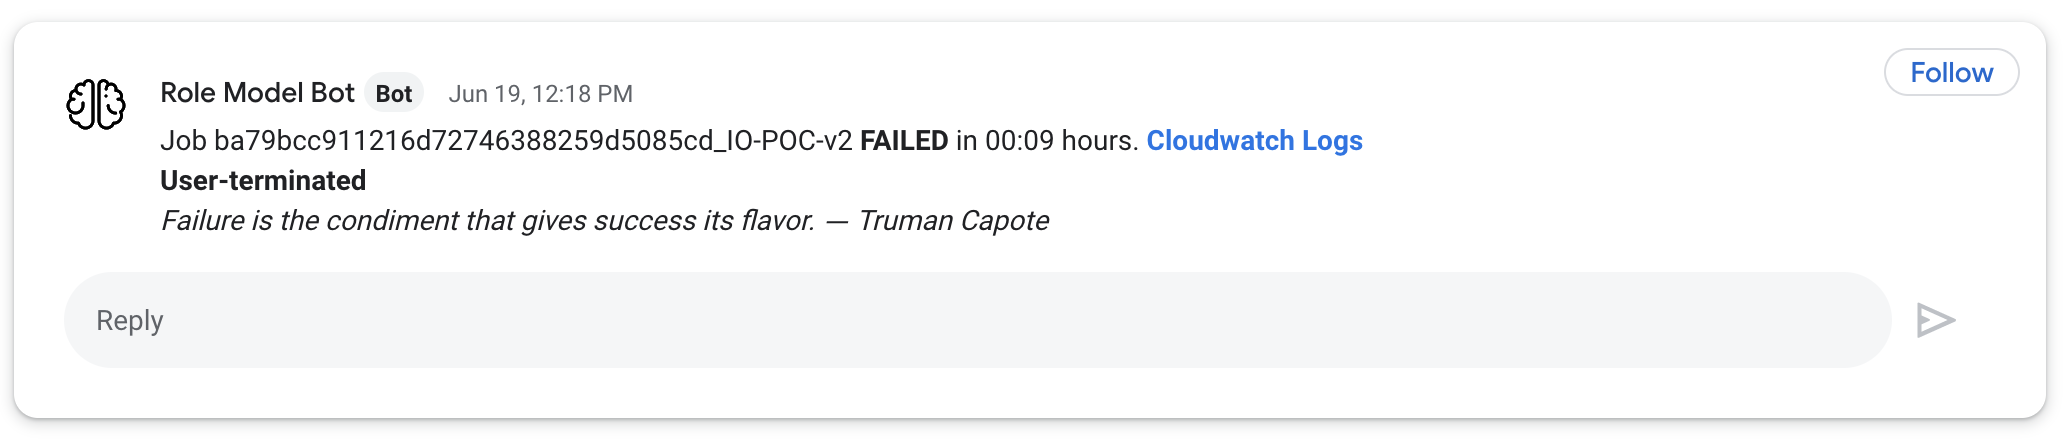 Role Model Bot Bot Jun 19, 12:18 PM
Follow
Job ba79bcc911216d72746388259d5085cd_IO-POC-v2 FAILED in 00:09 hours. Cloudwatch Logs
User-terminated
Failure is the condiment that gives success its flavor. — Truman Capote
Reply